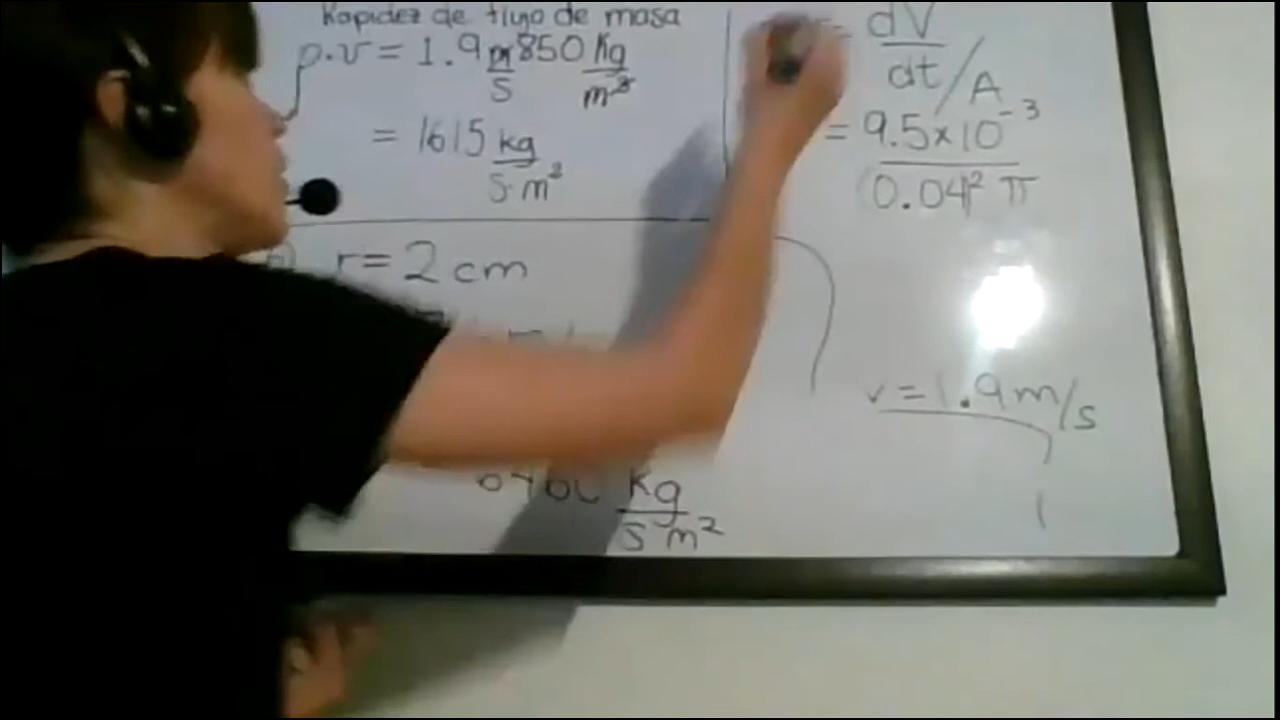 Rapidez de flujo de masa
ρ·v = 1.9 m/s 850 kg/m³
= 1615 kg/s·m²
r = 2 cm
kg/s m²
= dV/dt / A
= 9.5×10⁻³ / 0.04² π
v = 1.9 m/s